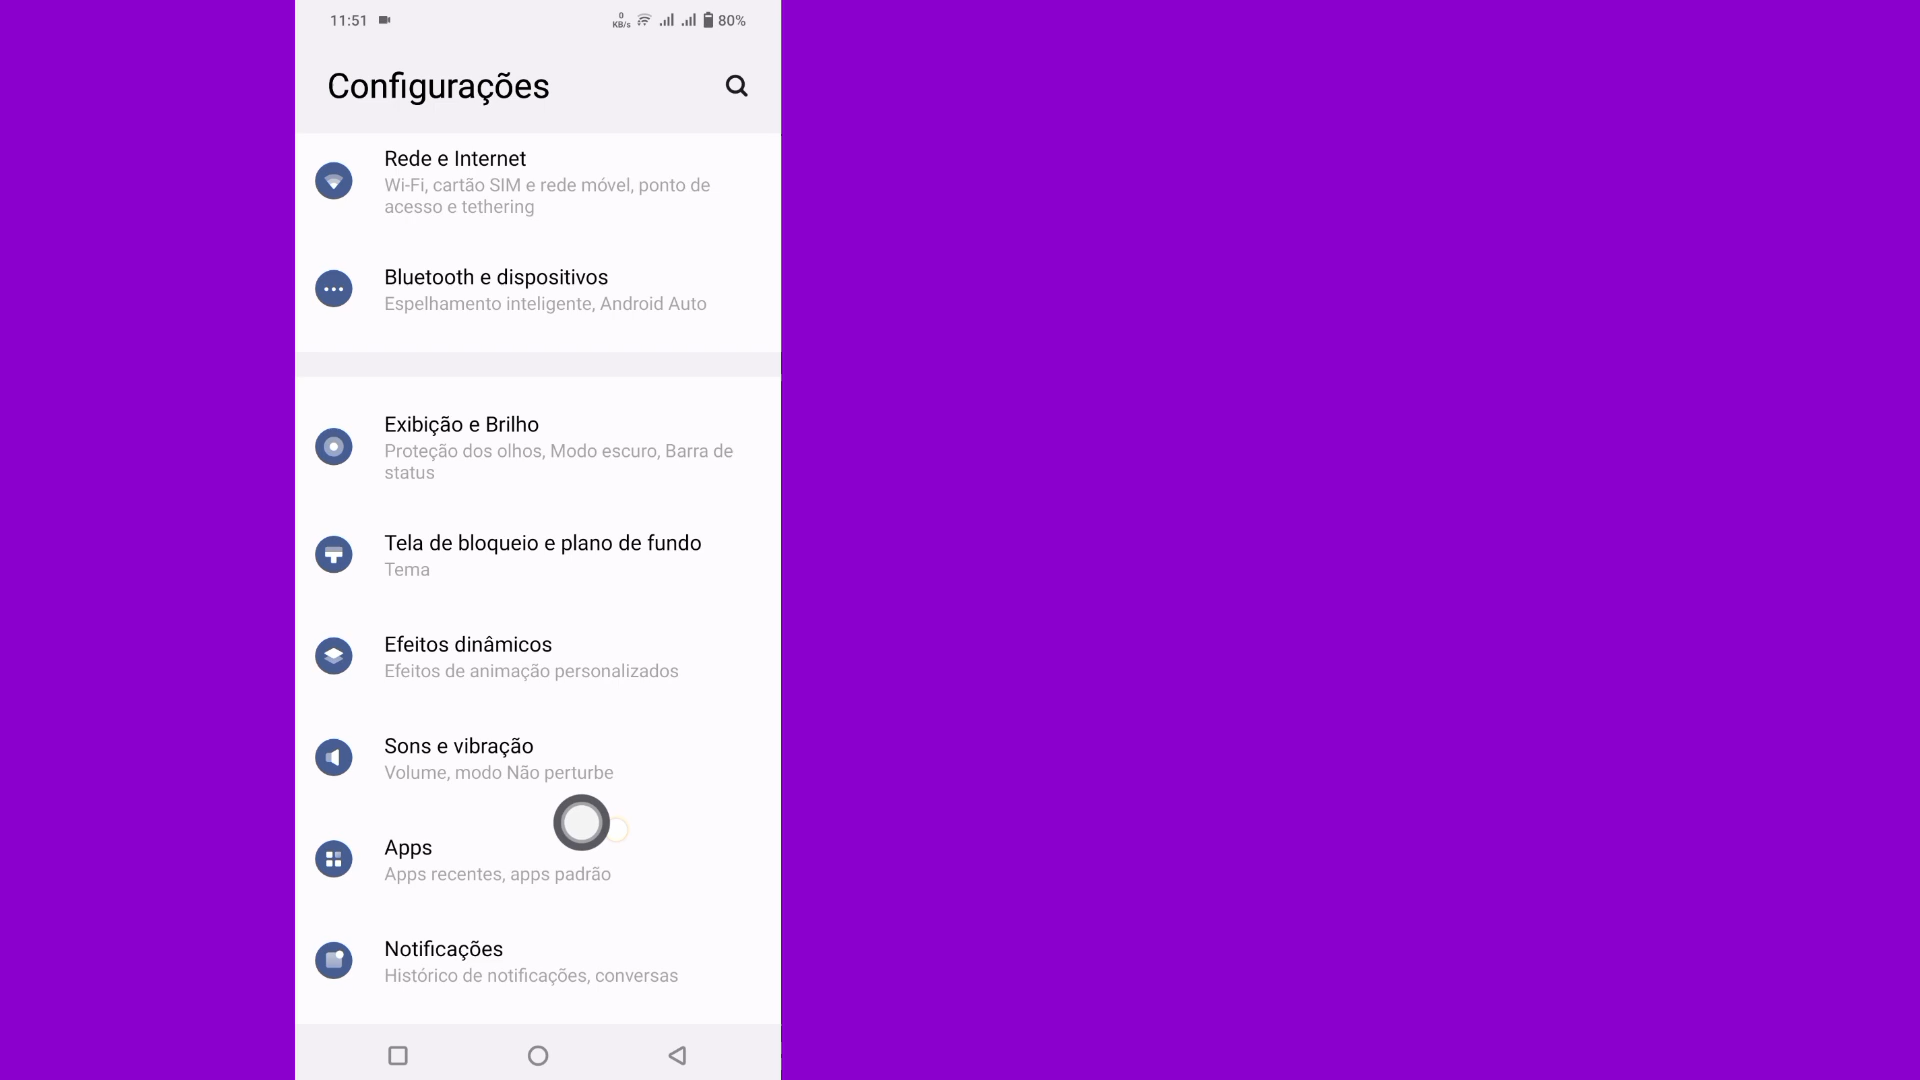 11:51
0
KB/s
80%
Configurações
Rede e Internet
Wi-Fi, cartão SIM e rede móvel, ponto de
acesso e tethering
Bluetooth e dispositivos
Espelhamento inteligente, Android Auto
Exibição e Brilho
Proteção dos olhos, Modo escuro, Barra de
status
Tela de bloqueio e plano de fundo
Tema
Efeitos dinâmicos
Efeitos de animação personalizados
Sons e vibração
Volume, modo Não perturbe
Apps
Apps recentes, apps padrão
Notificações
Histórico de notificações, conversas